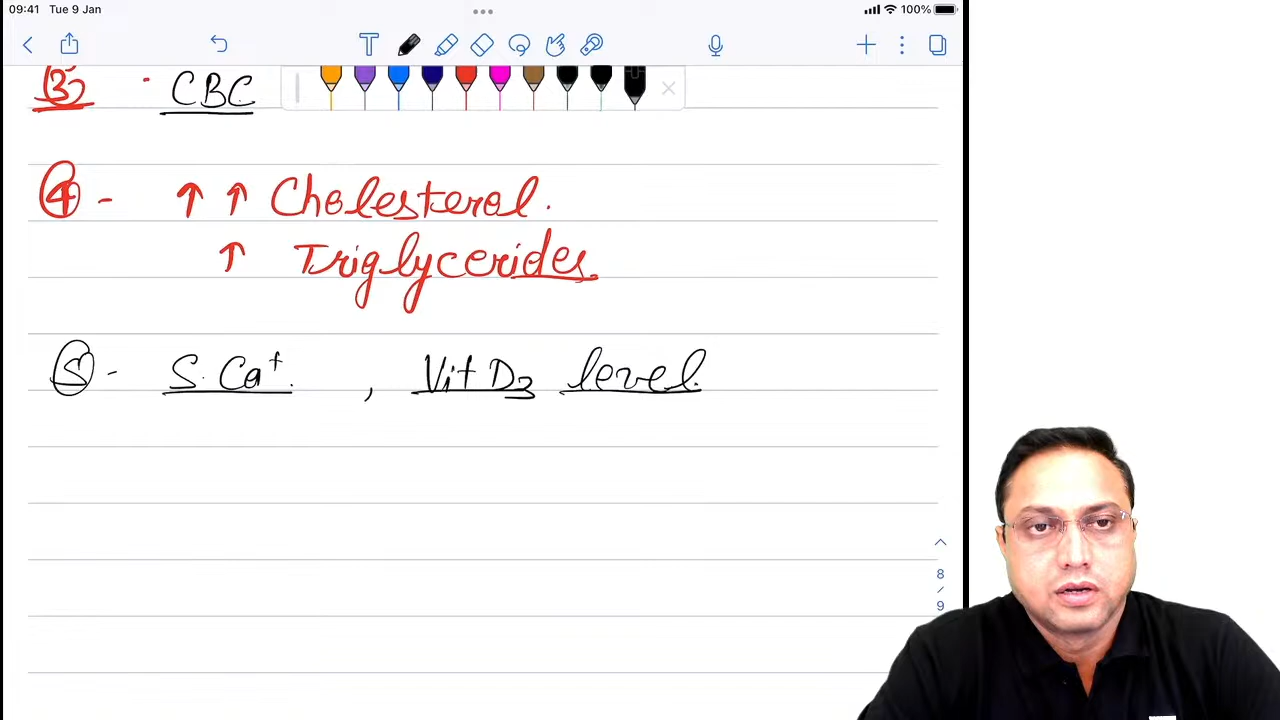 09:41 Tue 9 Jan
100%
3 CBC
4 - ↑ ↑ Cholesterol.
↑ Triglycerides.
5 - S. Ca⁺. , Vit D3 level.
8
/
9